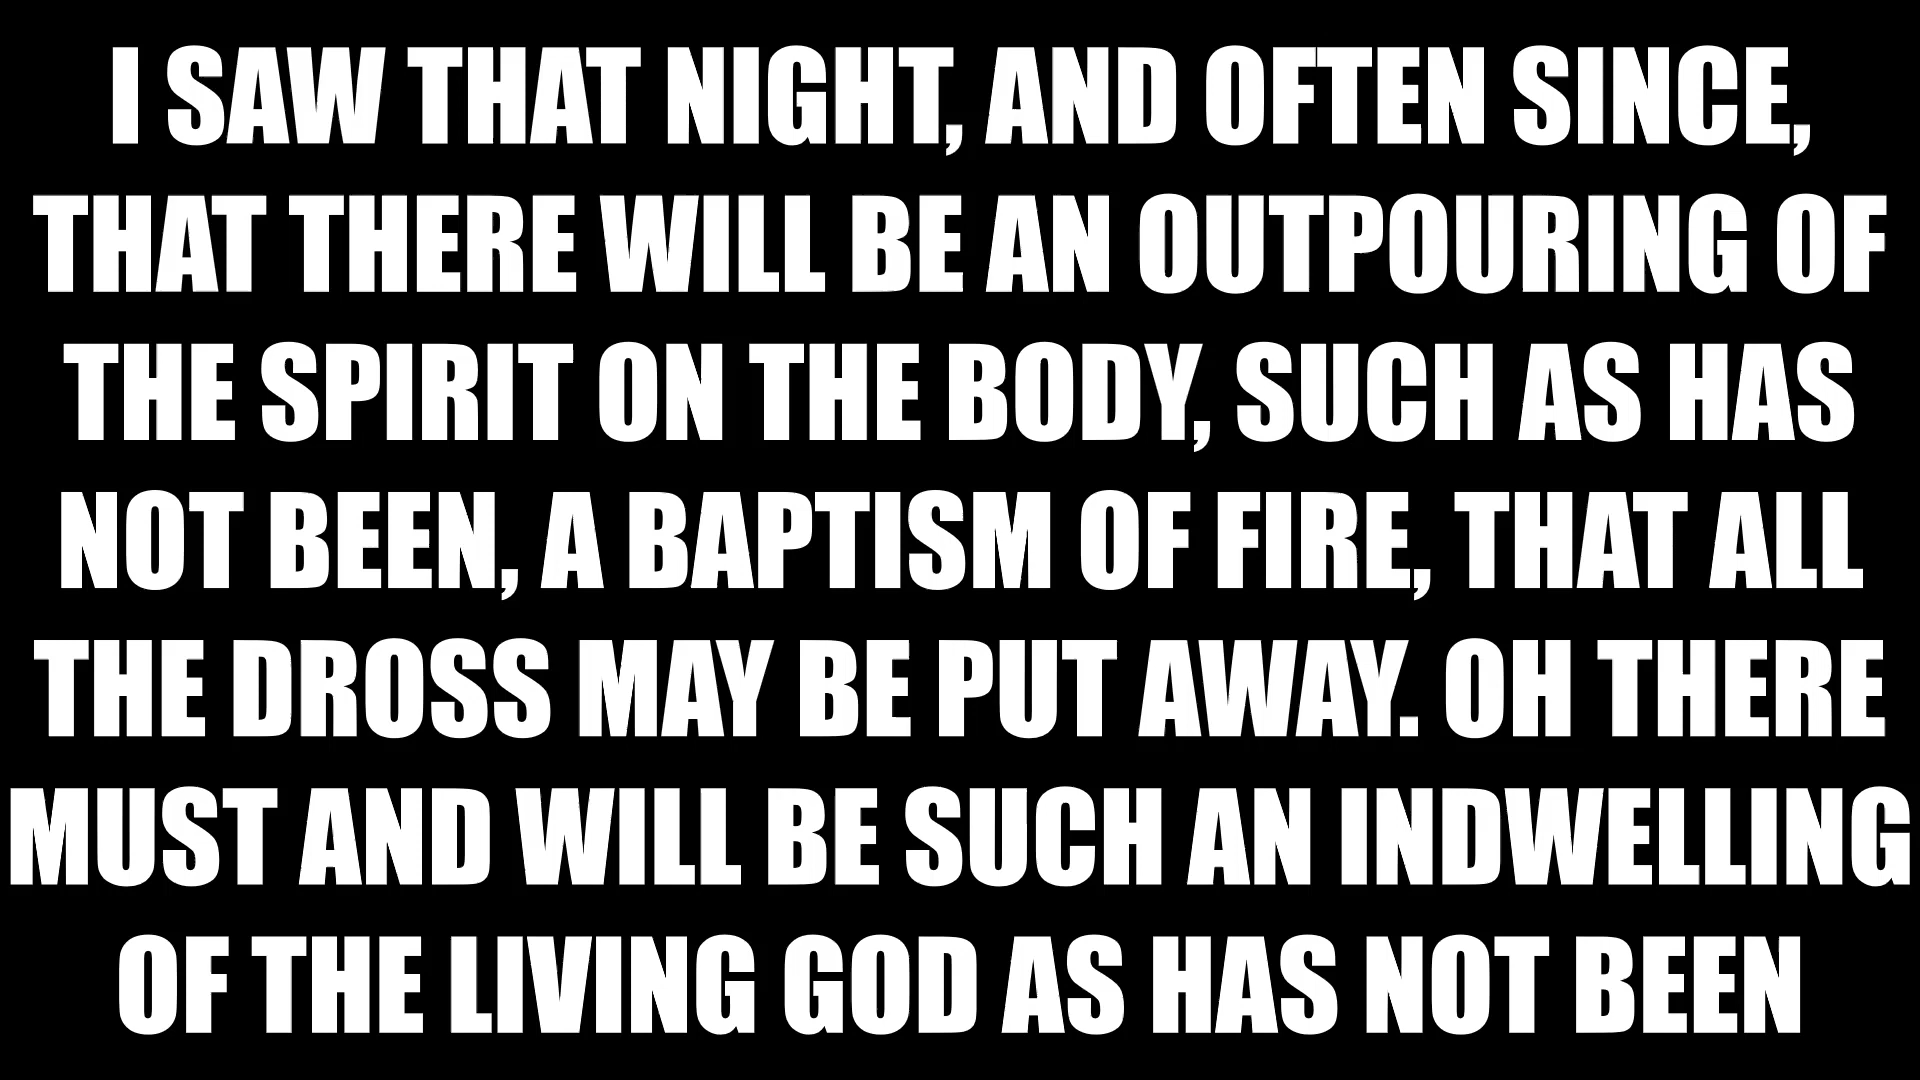 I SAW THAT NIGHT, AND OFTEN SINCE,
THAT THERE WILL BE AN OUTPOURING OF
THE SPIRIT ON THE BODY, SUCH AS HAS
NOT BEEN, A BAPTISM OF FIRE, THAT ALL
THE DROSS MAY BE PUT AWAY. OH THERE
MUST AND WILL BE SUCH AN INDWELLING
OF THE LIVING GOD AS HAS NOT BEEN